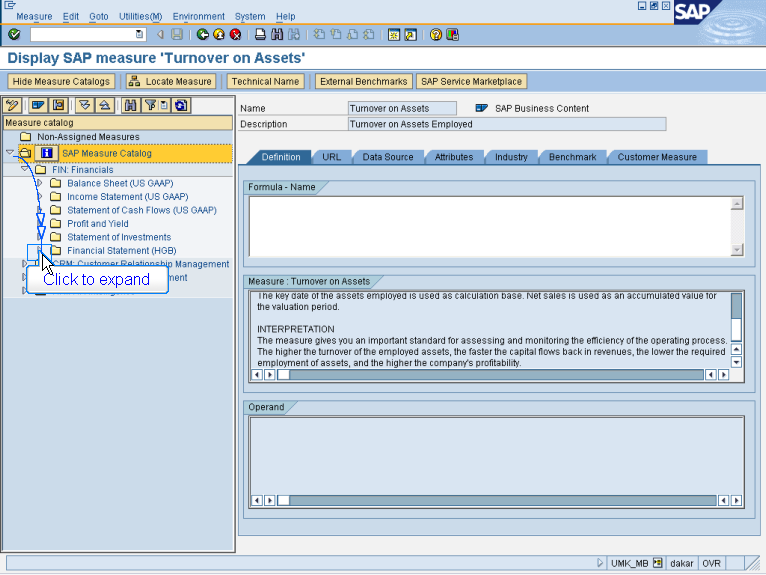 Measure Edit Goto Utilities(M) Environment System Help
SAP
Display SAP measure 'Turnover on Assets'
Hide Measure Catalogs Locate Measure Technical Name External Benchmarks SAP Service Marketplace
Measure catalog
Non-Assigned Measures
SAP Measure Catalog
FIN: Financials
Balance Sheet (US GAAP)
Income Statement (US GAAP)
Statement of Cash Flows (US GAAP)
Profit and Yield
Statement of Investments
Financial Statement (HGB)
CRM: Customer Relationship Management
Click to expand
Name Turnover on Assets SAP Business Content
Description Turnover on Assets Employed
Definition URL Data Source Attributes Industry Benchmark Customer Measure
Formula - Name
Measure : Turnover on Assets
The key date of the assets employed is used as calculation base. Net sales is used as an accumulated value for
the valuation period.
INTERPRETATION
The measure gives you an important standard for assessing and monitoring the efficiency of the operating process.
The higher the turnover of the employed assets, the faster the capital flows back in revenues, the lower the required
employment of assets, and the higher the company's profitability.
Operand
UMK_MB dakar OVR